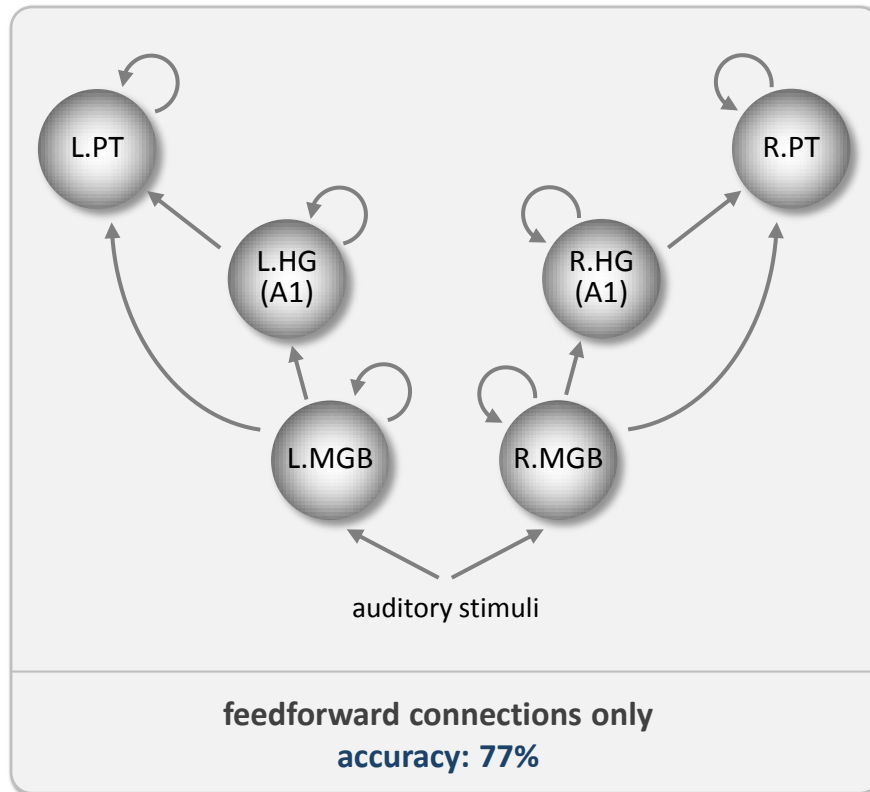 L.PT
R.PT
L.HG
(A1)
R.HG
(A1)
L.MGB
R.MGB
auditory stimuli
feedforward connections only
accuracy: 77%